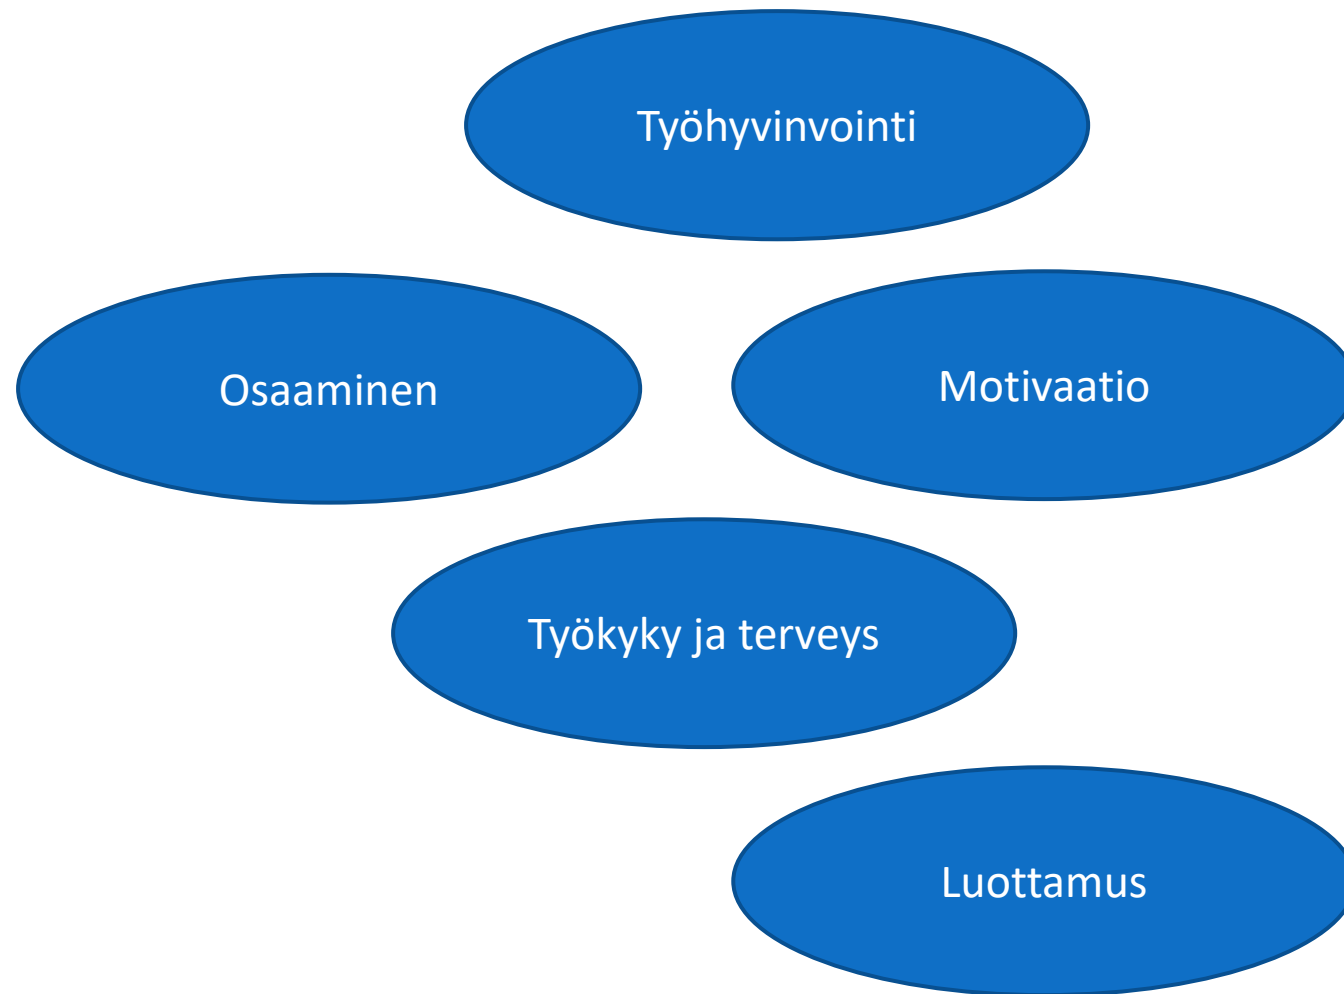 Työhyvinvointi
Osaaminen
Motivaatio
Työkyky ja terveys
Luottamus